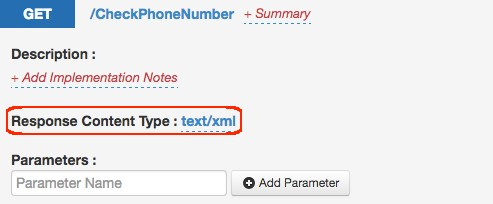 GET /CheckPhoneNumber + Summary
Description :
+ Add Implementation Notes
Response Content Type : text/xml
Parameters :
Parameter Name Add Parameter